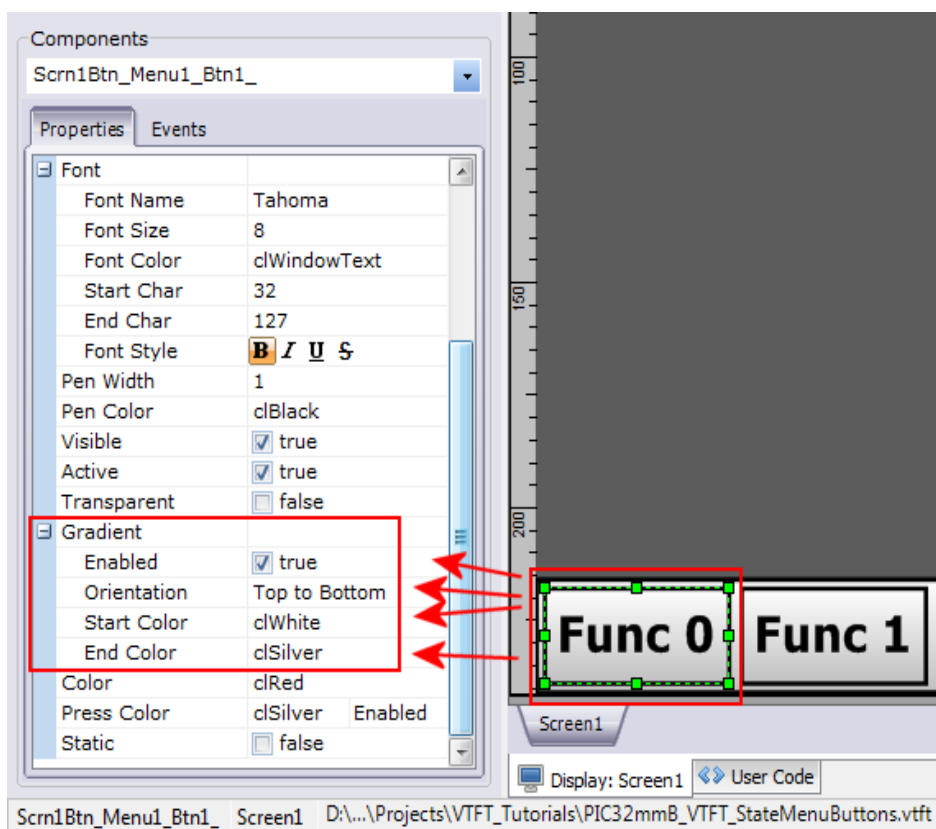 Components
Scrn1Btn_Menu1_Btn1_
Properties Events
Font
Font Name Tahoma
Font Size 8
Font Color clWindowText
Start Char 32
End Char 127
Font Style B I U S
Pen Width 1
Pen Color clBlack
Visible true
Active true
Transparent false
Gradient
Enabled true
Orientation Top to Bottom
Start Color clWhite
End Color clSilver
Color clRed
Press Color clSilver Enabled
Static false
100
150
200
Func 0 Func 1
Screen1
Display: Screen1 User Code
Scrn1Btn_Menu1_Btn1_ Screen1 D:\...\Projects\VTFT_Tutorials\PIC32mmB_VTFT_StateMenuButtons.vtft